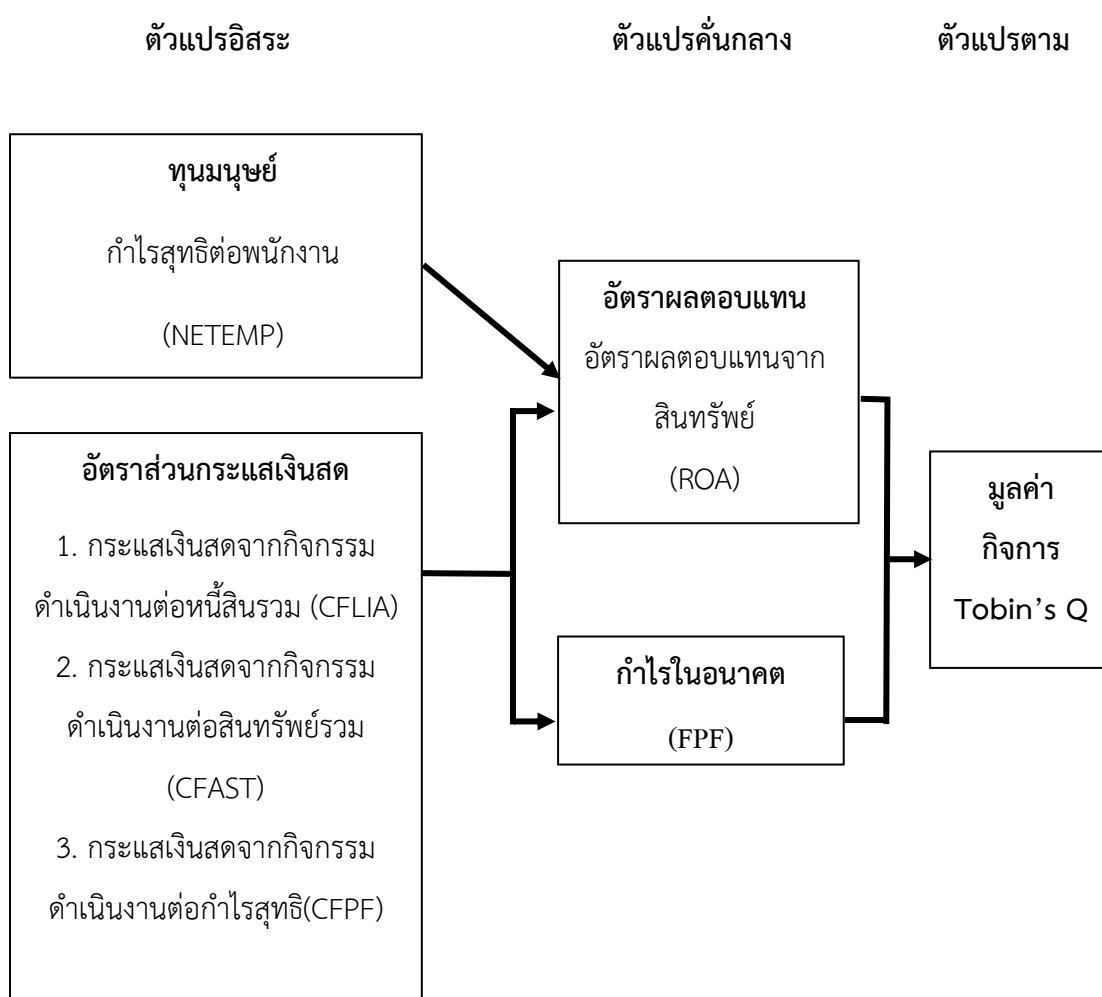 ตัวแปรอิสระ
ตัวแปรคั่นกลาง
ตัวแปรตาม
ทุนมนุษย์
กำไรสุทธิต่อพนักงาน
(NETEMP)
อัตราส่วนกระแสเงินสด
1. กระแสเงินสดจากกิจกรรม
ดำเนินงานต่อหนี้สินรวม (CFLIA)
2. กระแสเงินสดจากกิจกรรม
ดำเนินงานต่อสินทรัพย์รวม
(CFAST)
3. กระแสเงินสดจากกิจกรรม
ดำเนินงานต่อกำไรสุทธิ(CFPF)
อัตราผลตอบแทน
อัตราผลตอบแทนจาก
สินทรัพย์
(ROA)
กำไรในอนาคต
(FPF)
มูลค่า
กิจการ
Tobin’s Q